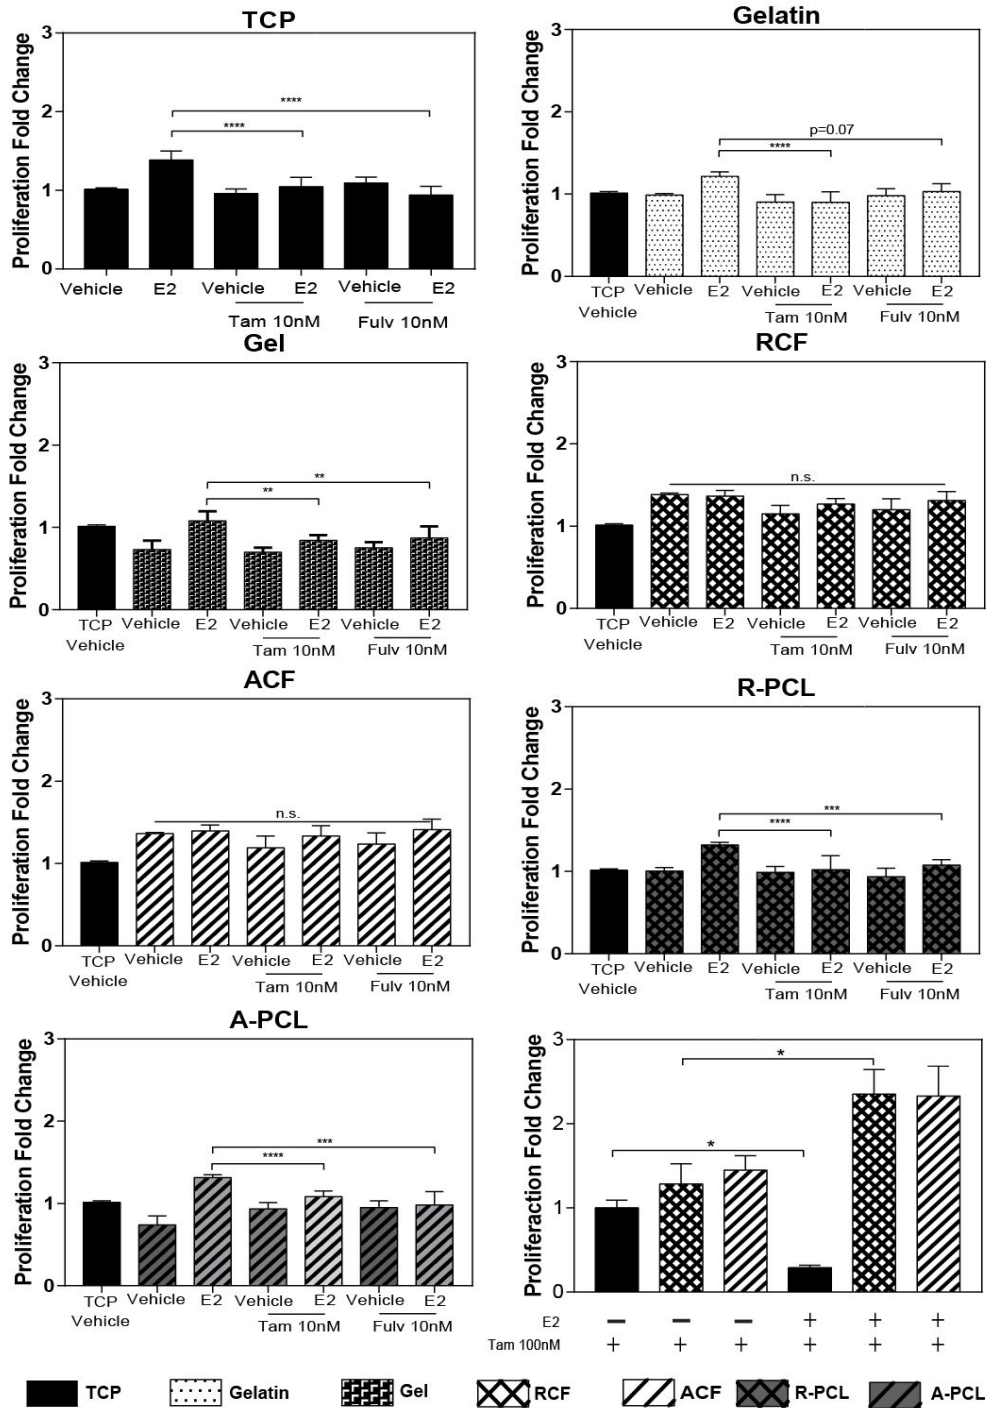 TCP
Proliferation Fold Change
3
2
1
0
****
****
Vehicle E2 Vehicle E2 Vehicle E2
Tam 10nM Fulv 10nM
Gelatin
Proliferation Fold Change
3
2
1
0
p=0.07
****
TCP Vehicle E2 Vehicle E2 Vehicle E2
Vehicle Tam 10nM Fulv 10nM
Gel
Proliferation Fold Change
3
2
1
0
**
**
TCP Vehicle E2 Vehicle E2 Vehicle E2
Vehicle Tam 10nM Fulv 10nM
RCF
Proliferation Fold Change
3
2
1
0
n.s.
TCP Vehicle E2 Vehicle E2 Vehicle E2
Vehicle Tam 10nM Fulv 10nM
ACF
Proliferation Fold Change
3
2
1
0
n.s.
TCP Vehicle E2 Vehicle E2 Vehicle E2
Vehicle Tam 10nM Fulv 10nM
R-PCL
Proliferation Fold Change
3
2
1
0
***
****
TCP Vehicle E2 Vehicle E2 Vehicle E2
Vehicle Tam 10nM Fulv 10nM
A-PCL
Proliferation Fold Change
3
2
1
0
***
****
TCP Vehicle E2 Vehicle E2 Vehicle E2
Vehicle Tam 10nM Fulv 10nM
Proliferaction Fold Change
3
2
1
0
*
*
E2 − − − + + +
Tam 100nM + + + + + +
TCP Gelatin Gel RCF ACF R-PCL A-PCL